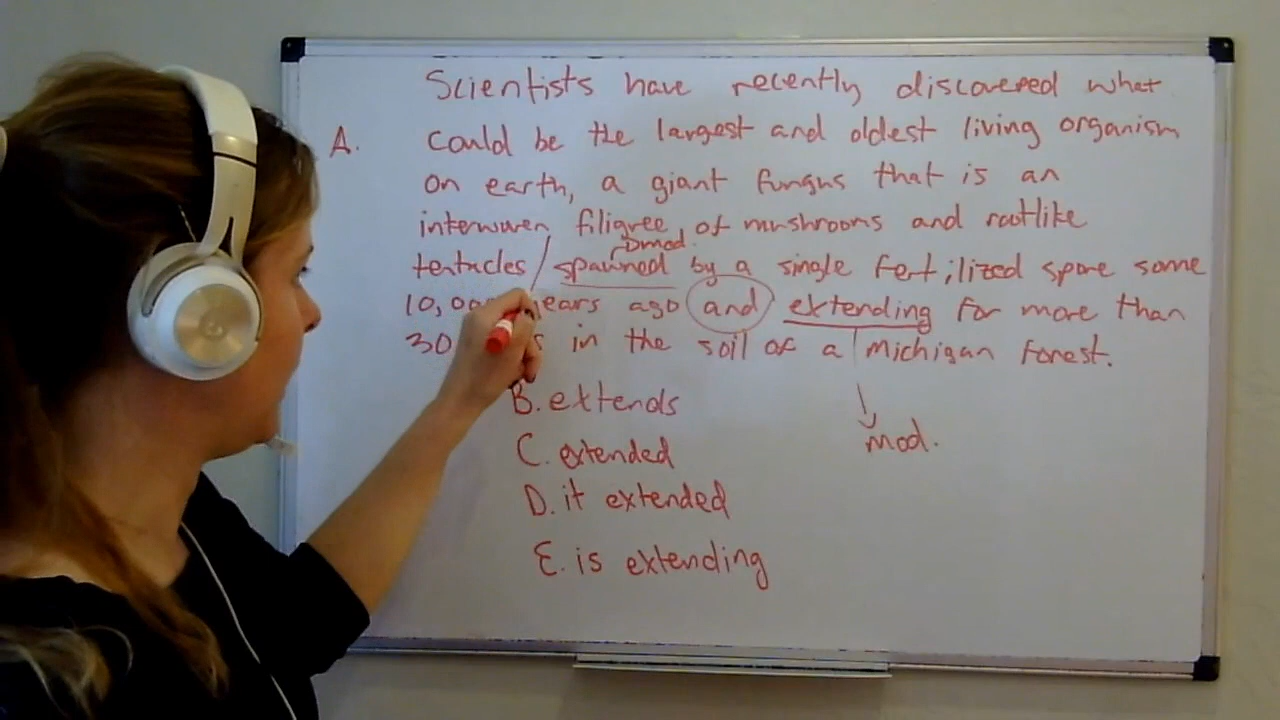 Scientists have recently discovered what
A. could be the largest and oldest living organism
on earth, a giant fungus that is an
interwoven filigree of mushrooms and rootlike
mod.
tentacles / spawned by a single fertilized spore some
10,000 years ago and extending for more than
30 in the soil of a michigan forest.
B. extends
mod.
C. extended
D. it extended
E. is extending